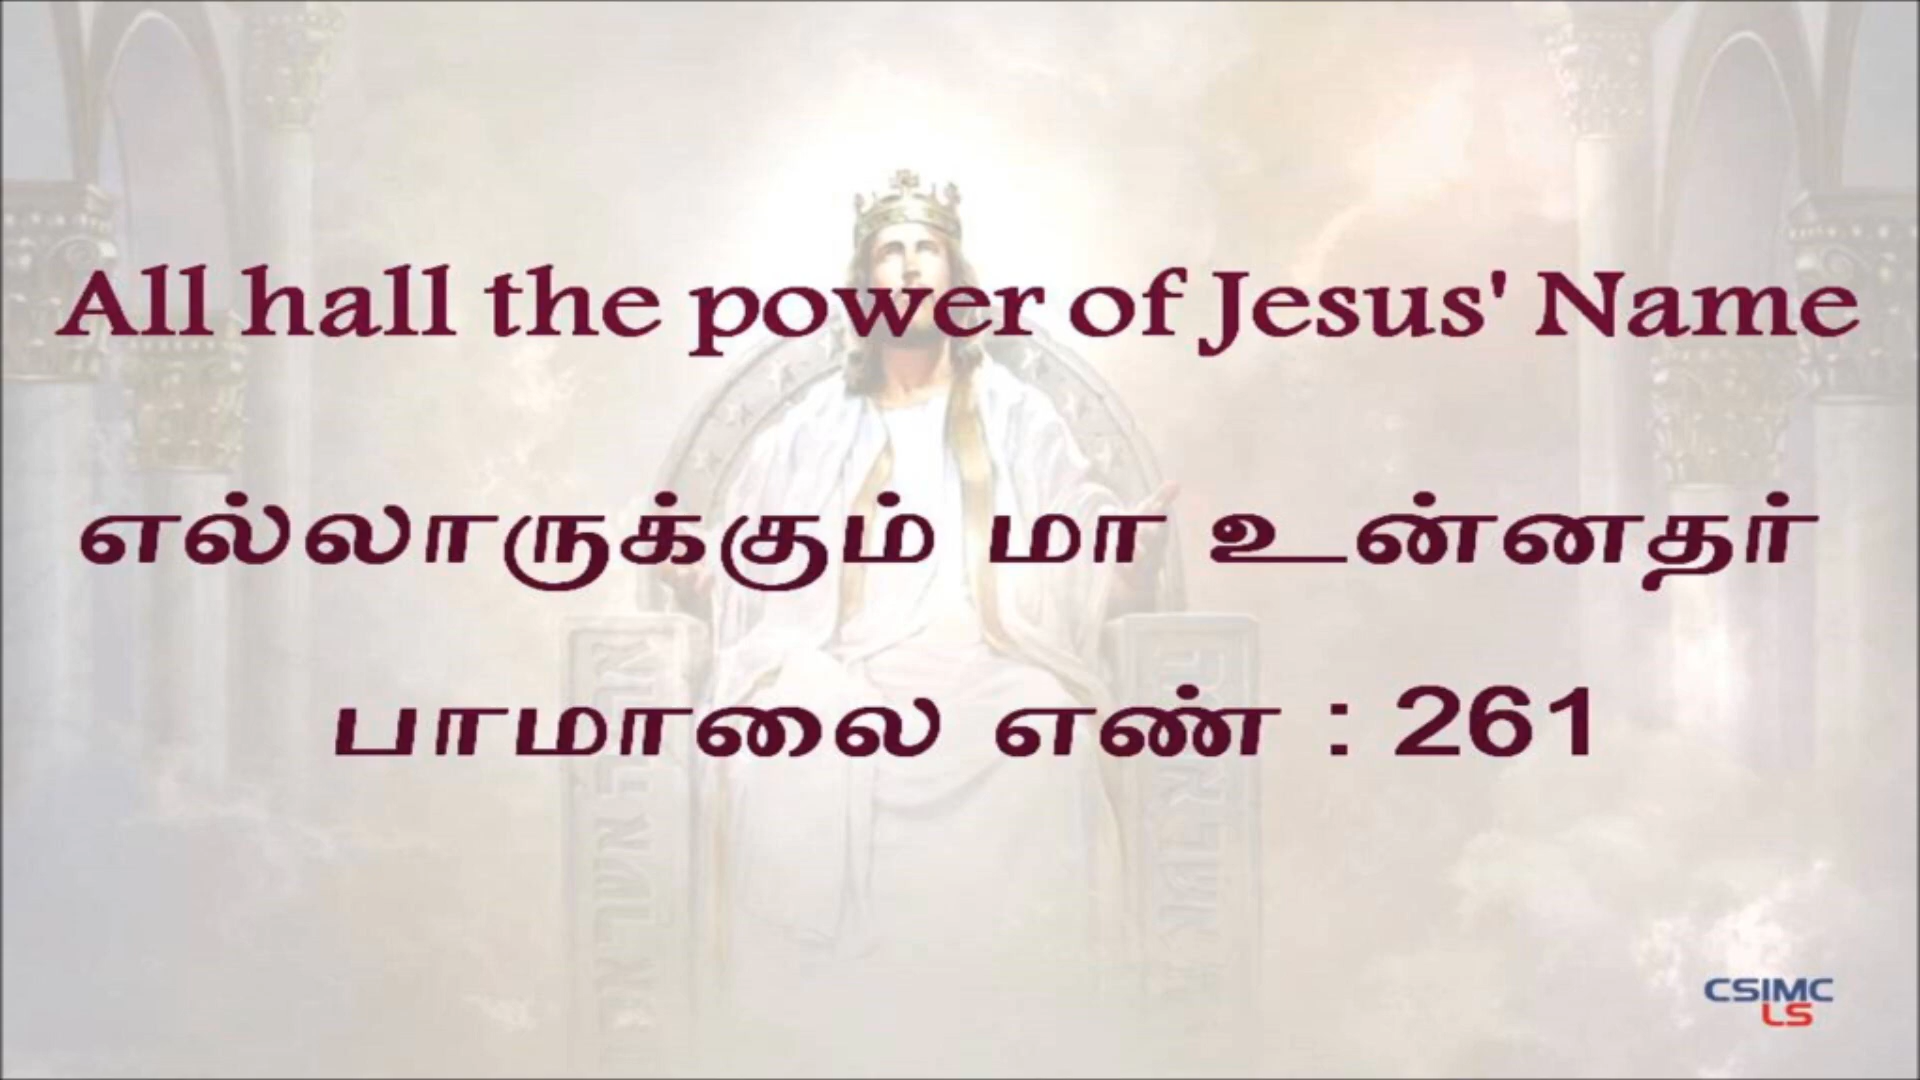 All hall the power of Jesus' Name
எல்லாருக்கும் மா உன்னதர்
பாமாலை எண் : 261
CSIMC
LS